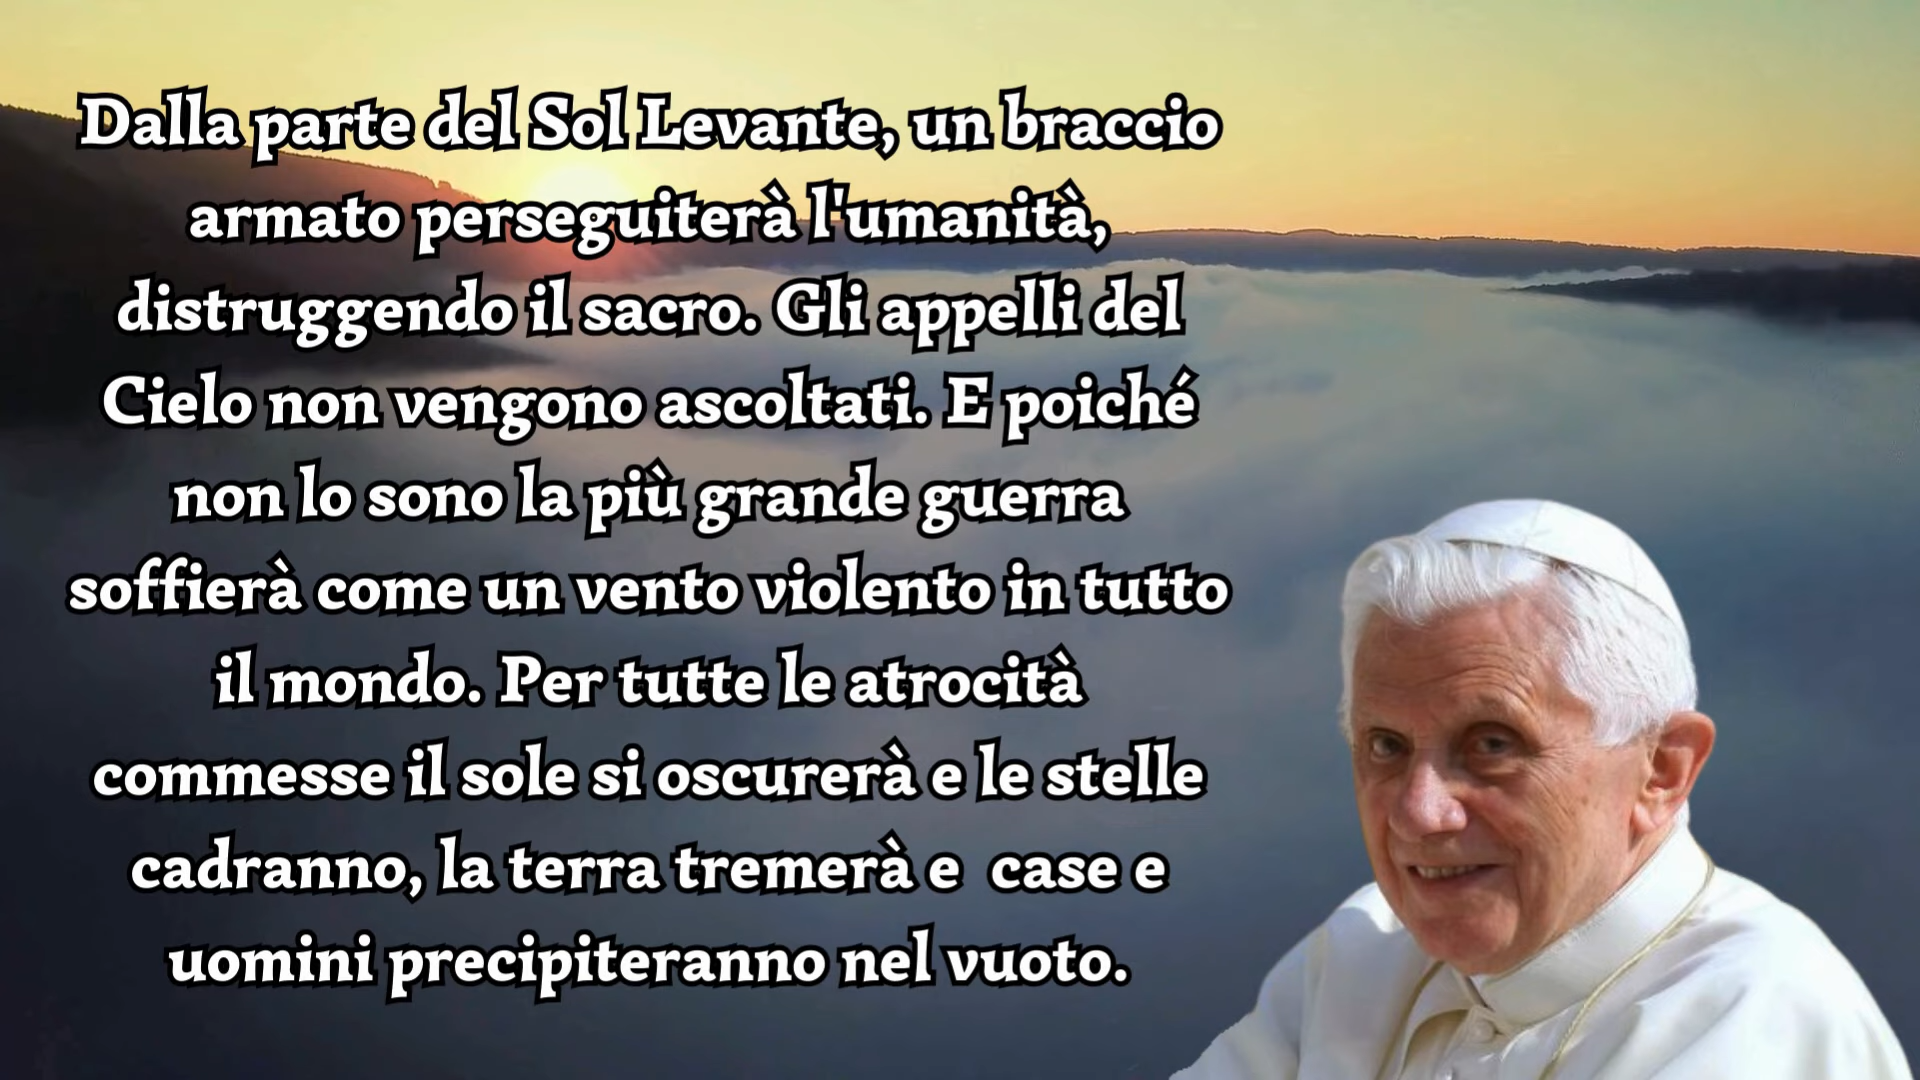 Dalla parte del Sol Levante, un braccio
armato perseguiterà l'umanità,
distruggendo il sacro. Gli appelli del
Cielo non vengono ascoltati. E poiché
non lo sono la più grande guerra
soffierà come un vento violento in tutto
il mondo. Per tutte le atrocità
commesse il sole si oscurerà e le stelle
cadranno, la terra tremerà e  case e
uomini precipiteranno nel vuoto.